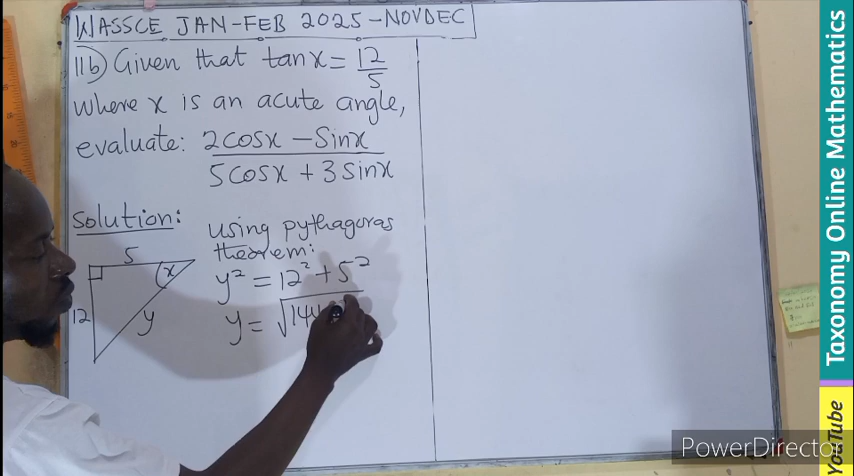 WASSCE JAN-FEB 2025-NOVDEC
11b) Given that tan x = 12/5
where x is an acute angle,
evaluate: 2cosx - Sinx / 5cosx + 3sinx
Solution:
5
x
12
y
using pythagoras
theorem:
y² = 12² + 5²
y = √144
Taxonomy Online Mathematics
YouTube
PowerDirector